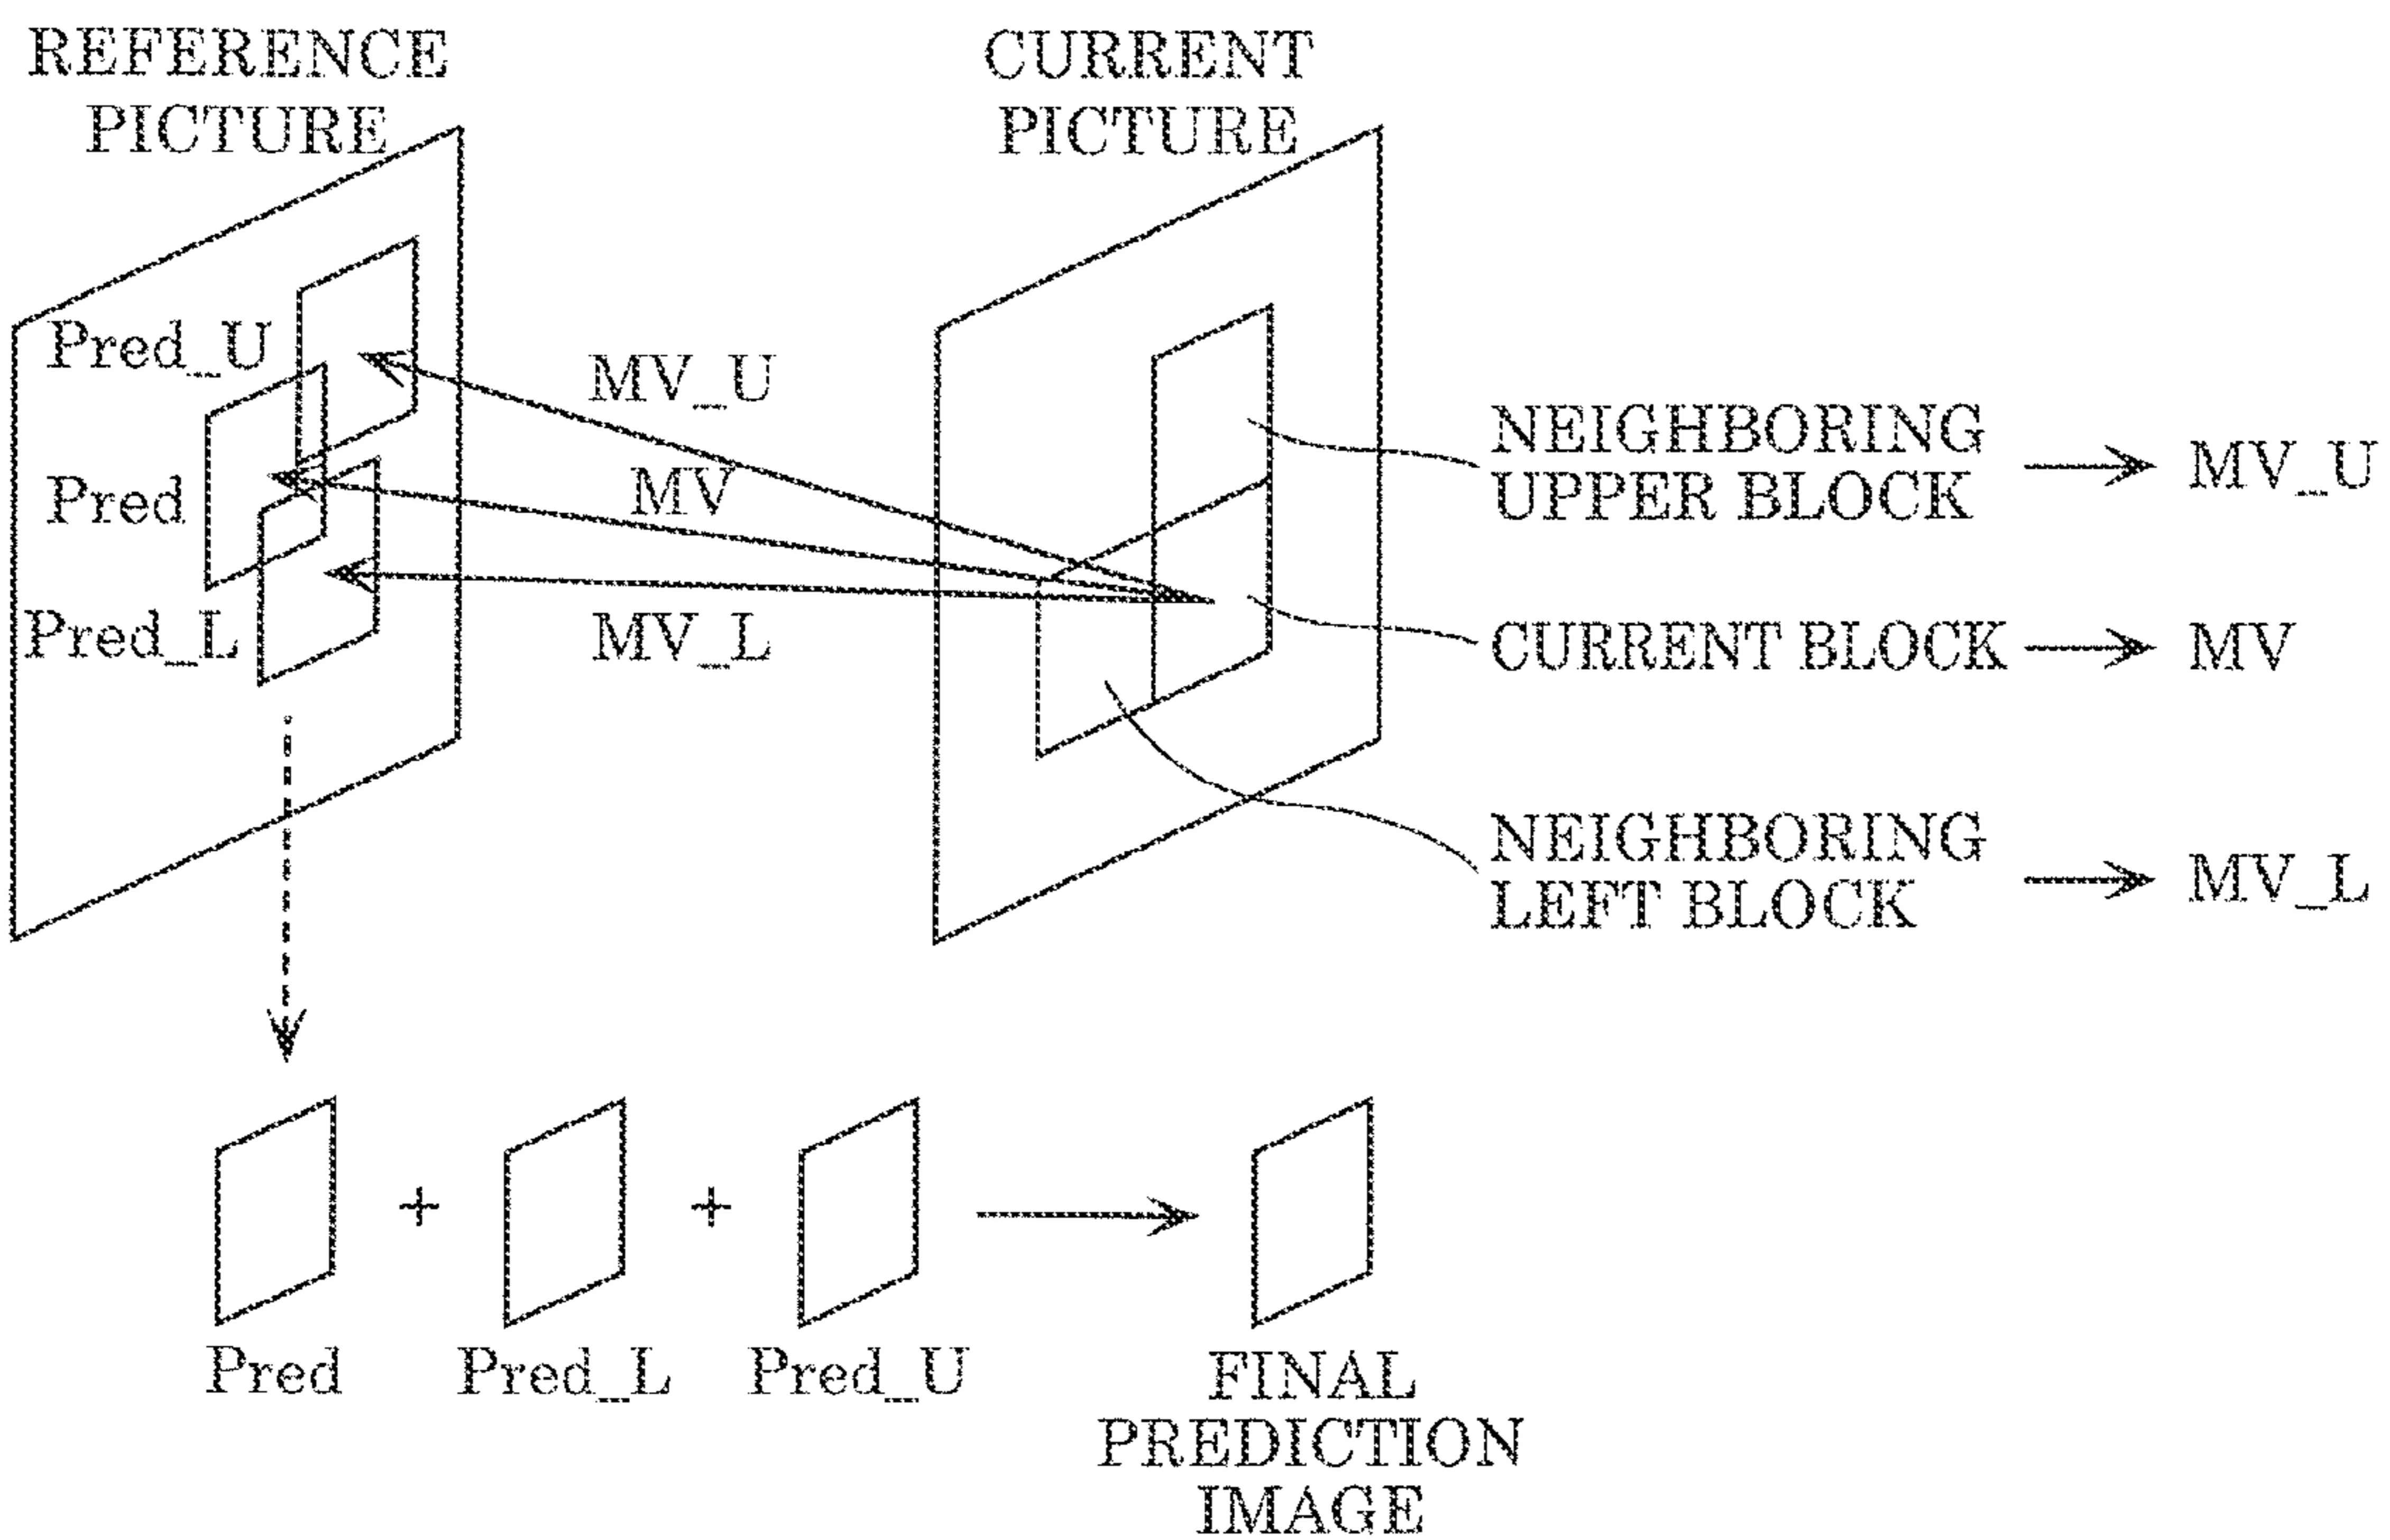 REFERENCE
PICTURE
CURRENT
PICTURE
Pred_U
Pred
Pred_L
MV_U
MV
MV_L
NEIGHBORING
UPPER BLOCK
MV_U
CURRENT BLOCK
MV
NEIGHBORING
LEFT BLOCK
MV_L
+
+
Pred
Pred_L
Pred_U
FINAL
PREDICTION
IMAGE